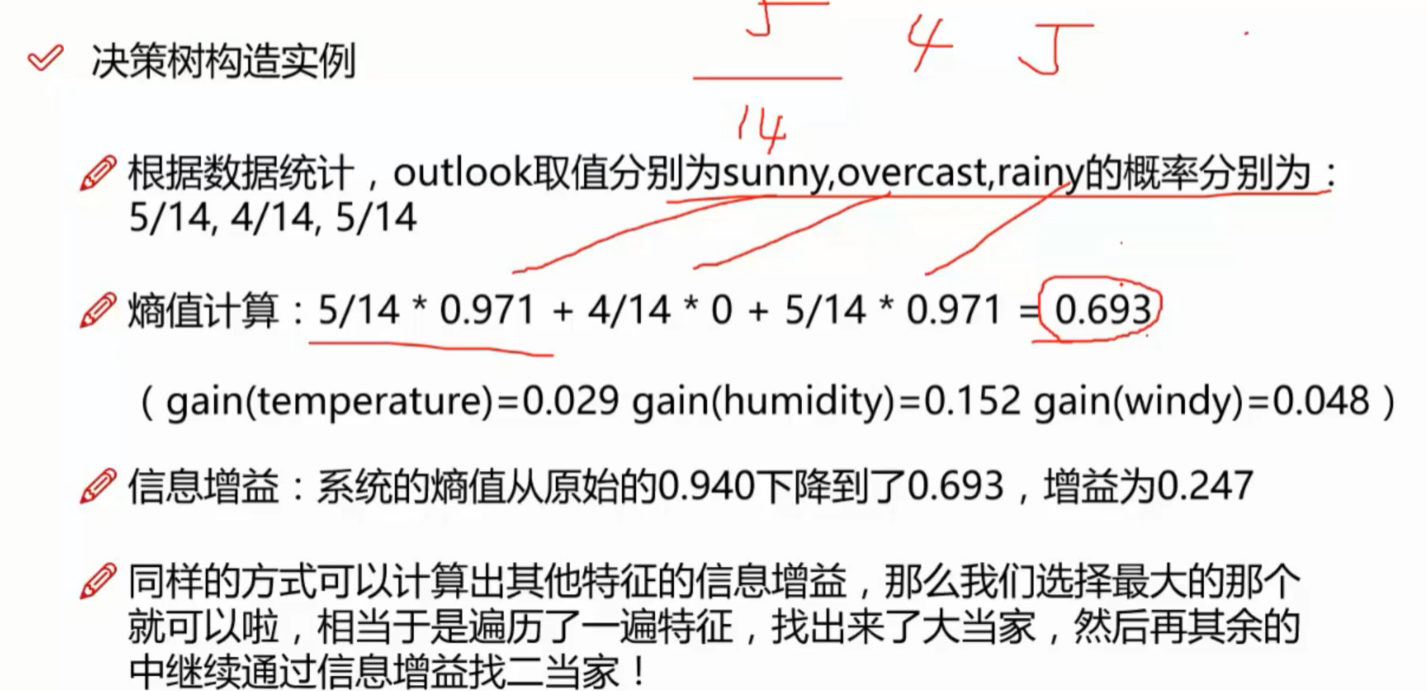 5 4 5
14
决策树构造实例
根据数据统计，outlook取值分别为sunny,overcast,rainy的概率分别为：
5/14, 4/14, 5/14
熵值计算：5/14 * 0.971 + 4/14 * 0 + 5/14 * 0.971 = 0.693
（gain(temperature)=0.029 gain(humidity)=0.152 gain(windy)=0.048）
信息增益：系统的熵值从原始的0.940下降到了0.693，增益为0.247
同样的方式可以计算出其他特征的信息增益，那么我们选择最大的那个
就可以啦，相当于是遍历了一遍特征，找出来了大当家，然后再其余的
中继续通过信息增益找二当家！